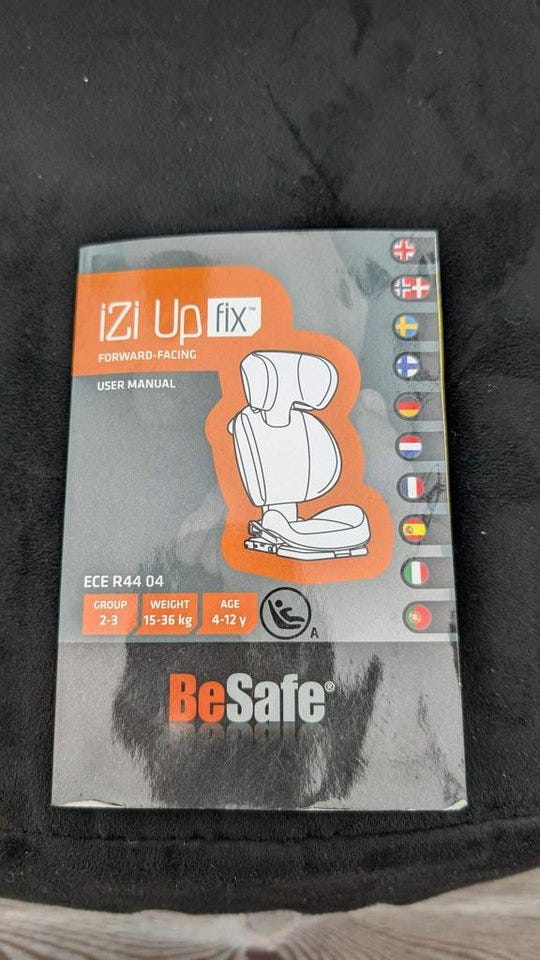 iZi Up fix™
FORWARD-FACING
USER MANUAL
ECE R44 04
GROUP
2-3
WEIGHT
15-36 kg
AGE
4-12 y
A
BeSafe®